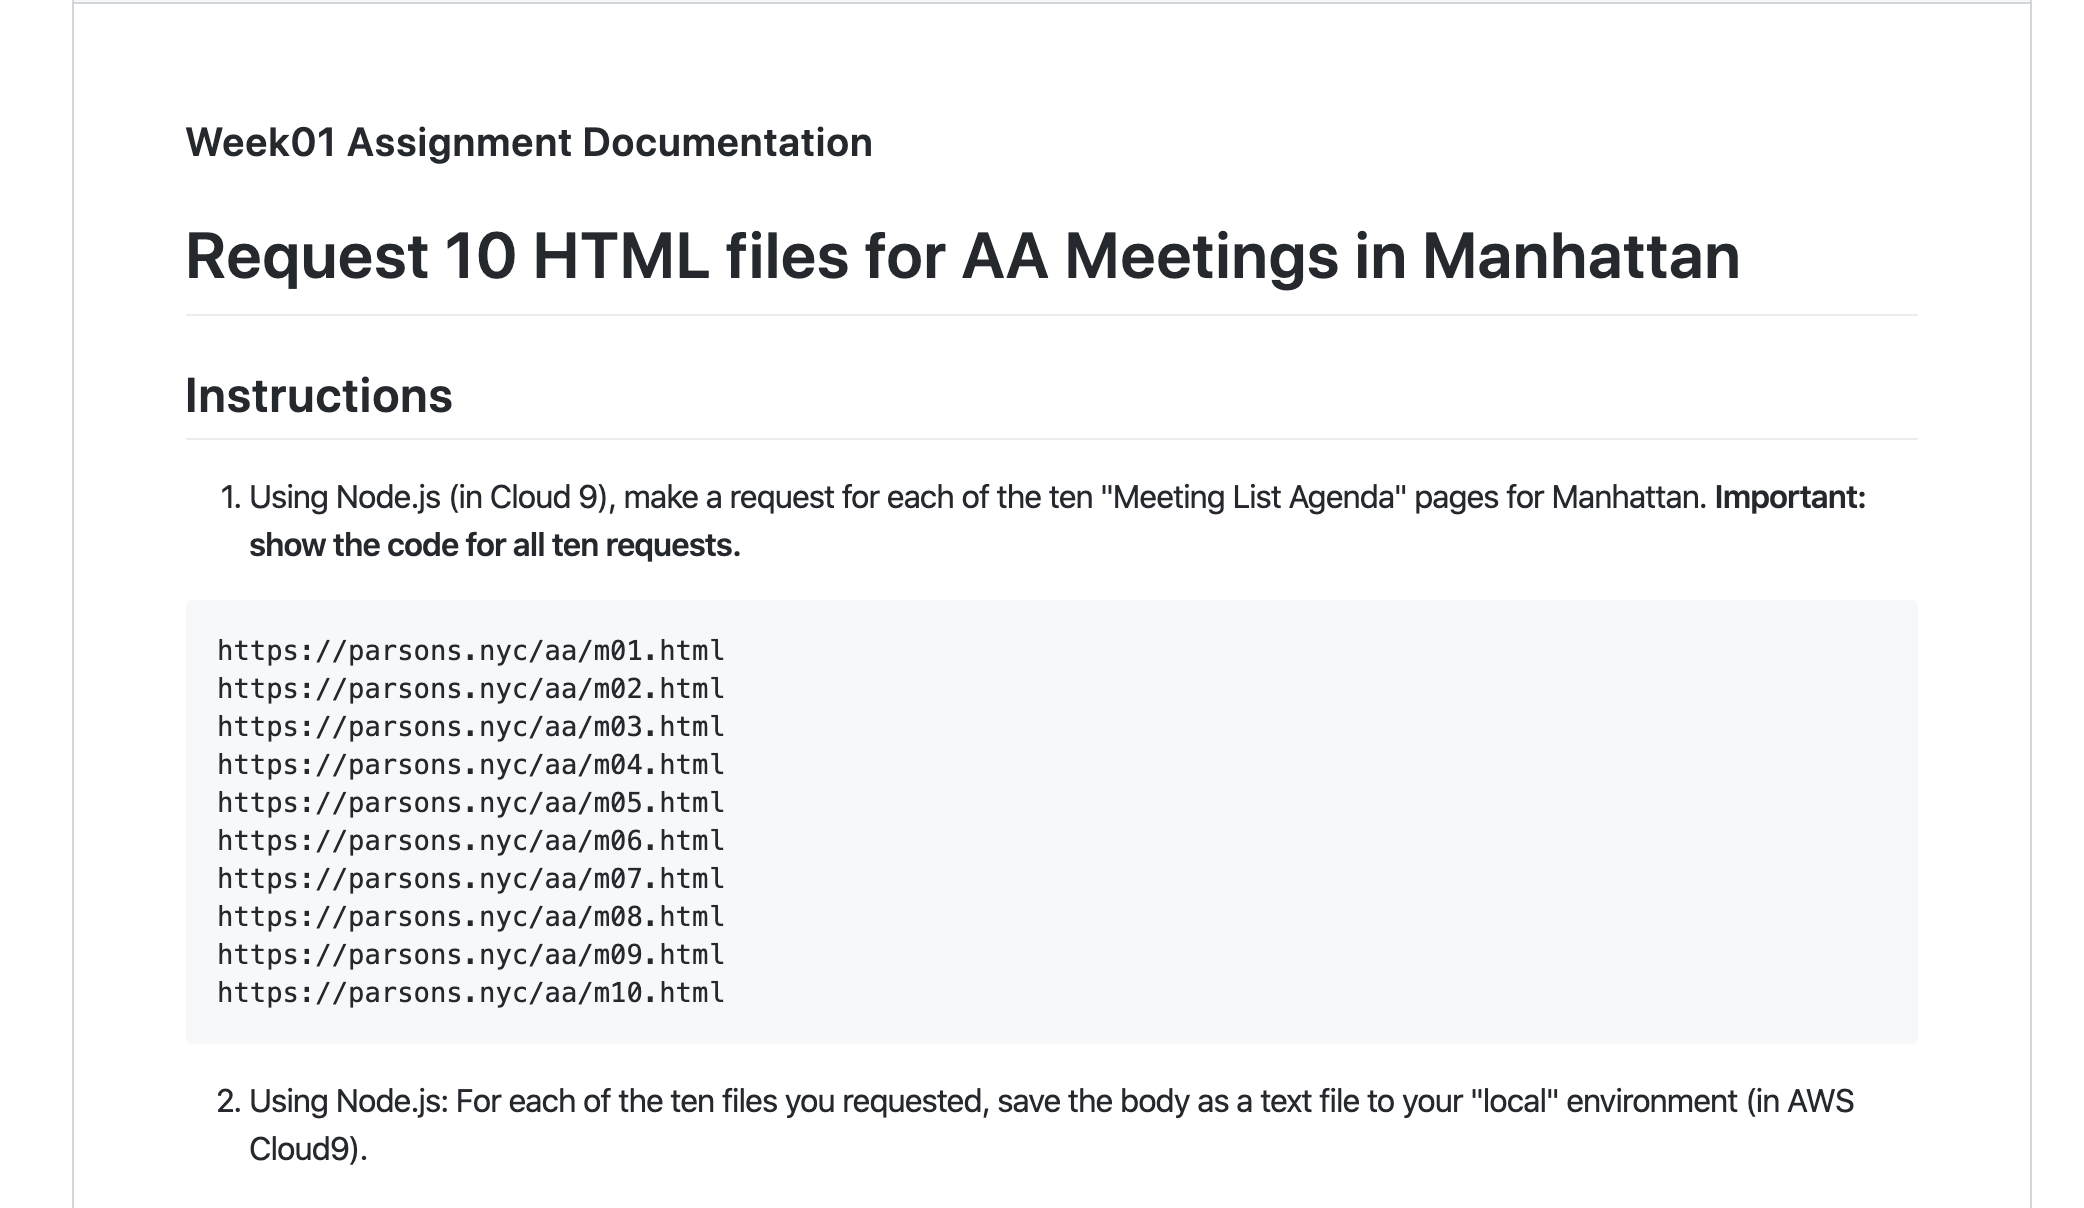 Week01 Assignment Documentation
Request 10 HTML files for AA Meetings in Manhattan
Instructions
1. Using Node.js (in Cloud 9), make a request for each of the ten "Meeting List Agenda" pages for Manhattan. Important:
show the code for all ten requests.
https://parsons.nyc/aa/m01.html
https://parsons.nyc/aa/m02.html
https://parsons.nyc/aa/m03.html
https://parsons.nyc/aa/m04.html
https://parsons.nyc/aa/m05.html
https://parsons.nyc/aa/m06.html
https://parsons.nyc/aa/m07.html
https://parsons.nyc/aa/m08.html
https://parsons.nyc/aa/m09.html
https://parsons.nyc/aa/m10.html
2. Using Node.js: For each of the ten files you requested, save the body as a text file to your "local" environment (in AWS
Cloud9).